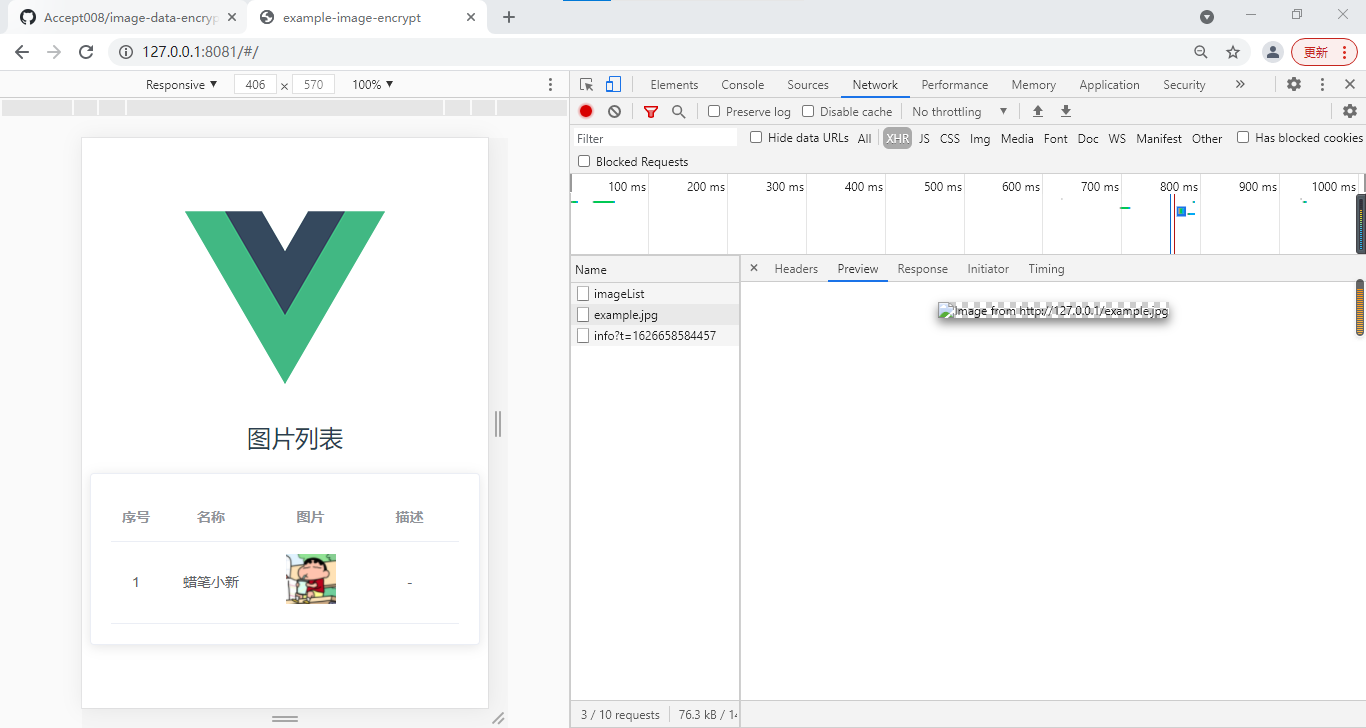 Accept008/image-data-encryp
example-image-encrypt
127.0.0.1:8081/#/
更新
Responsive ▼ 406 × 570 100% ▼
Elements Console Sources Network Performance Memory Application Security »
Preserve log Disable cache No throttling ▼
Filter Hide data URLs All XHR JS CSS Img Media Font Doc WS Manifest Other Has blocked cookies
Blocked Requests
100 ms 200 ms 300 ms 400 ms 500 ms 600 ms 700 ms 800 ms 900 ms 1000 ms
Name
Headers Preview Response Initiator Timing
imageList
example.jpg
info?t=1626658584457
Image from http://127.0.0.1/example.jpg
图片列表
序号 名称 图片 描述
1 蜡笔小新 -
3 / 10 requests 76.3 kB / 14